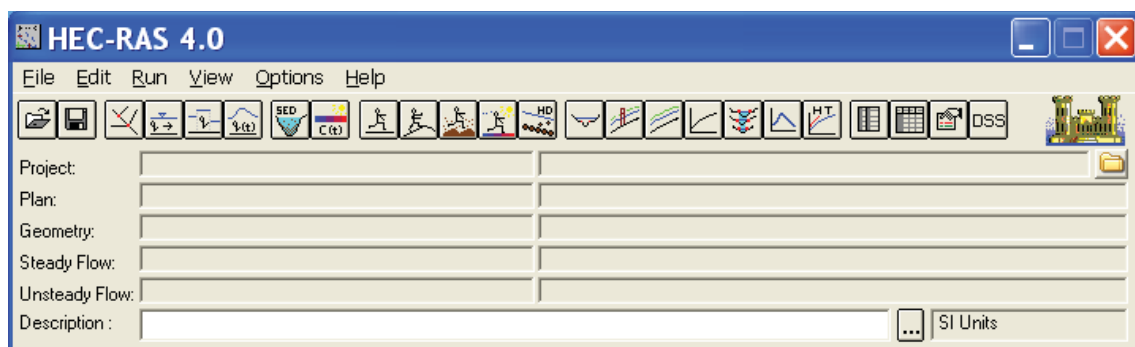 HEC-RAS 4.0
File Edit Run View Options Help
SED C(t) HD HT DSS
Project:
Plan:
Geometry:
Steady Flow:
Unsteady Flow:
Description :
... SI Units